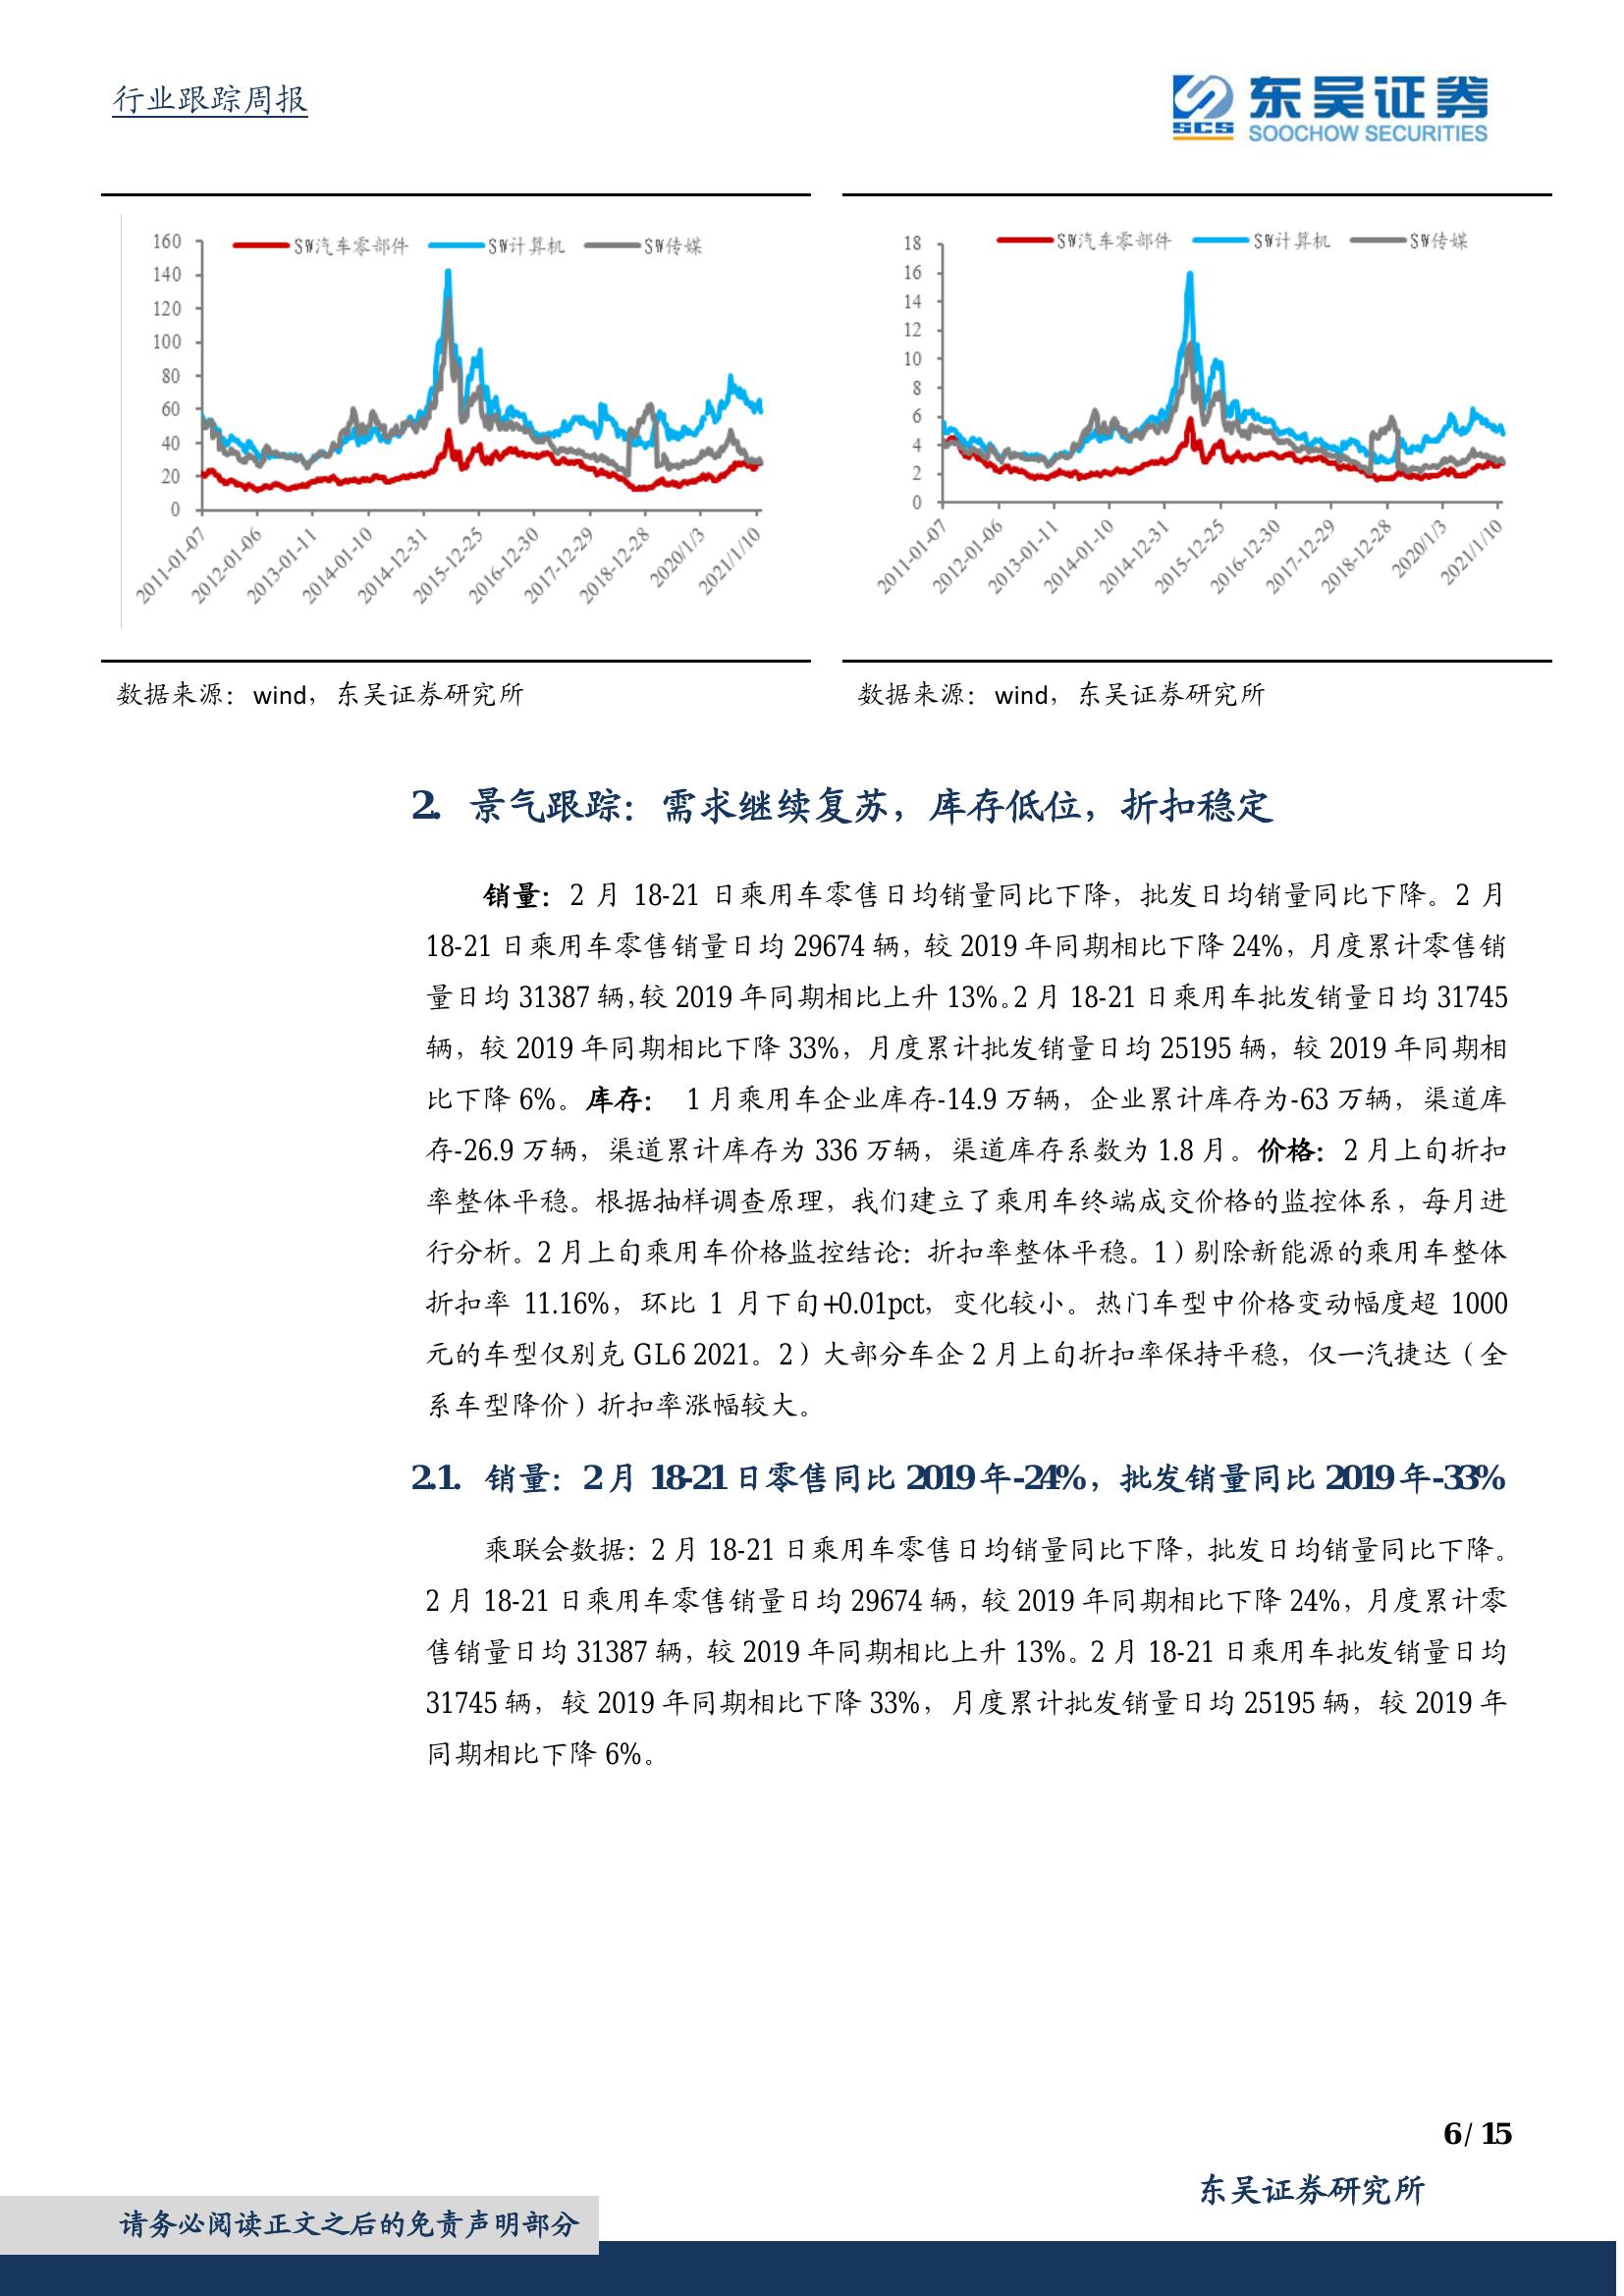 行业跟踪周报
SCS 东吴证券
SOOCHOW SECURITIES
SW汽车零部件 SW计算机 SW传媒
160
140
120
100
80
60
40
20
0
2011-01-07 2012-01-06 2013-01-11 2014-01-10 2014-12-31 2015-12-25 2016-12-30 2017-12-29 2018-12-28 2020/1/3 2021/1/10
SW汽车零部件 SW计算机 SW传媒
18
16
14
12
10
8
6
4
2
0
2011-01-07 2012-01-06 2013-01-11 2014-01-10 2014-12-31 2015-12-25 2016-12-30 2017-12-29 2018-12-28 2020/1/3 2021/1/10
数据来源：wind，东吴证券研究所
数据来源：wind，东吴证券研究所
2. 景气跟踪：需求继续复苏，库存低位，折扣稳定
销量：2 月 18-21 日乘用车零售日均销量同比下降，批发日均销量同比下降。2 月
18-21 日乘用车零售销量日均 29674 辆，较 2019 年同期相比下降 24%，月度累计零售销
量日均 31387 辆，较 2019 年同期相比上升 13%。2 月 18-21 日乘用车批发销量日均 31745
辆，较 2019 年同期相比下降 33%，月度累计批发销量日均 25195 辆，较 2019 年同期相
比下降 6%。库存： 1 月乘用车企业库存-14.9 万辆，企业累计库存为-63 万辆，渠道库
存-26.9 万辆，渠道累计库存为 336 万辆，渠道库存系数为 1.8 月。价格：2 月上旬折扣
率整体平稳。根据抽样调查原理，我们建立了乘用车终端成交价格的监控体系，每月进
行分析。2 月上旬乘用车价格监控结论：折扣率整体平稳。1）剔除新能源的乘用车整体
折扣率 11.16%，环比 1 月下旬+0.01pct，变化较小。热门车型中价格变动幅度超 1000
元的车型仅别克 GL6 2021。2）大部分车企 2 月上旬折扣率保持平稳，仅一汽捷达（全
系车型降价）折扣率涨幅较大。
2.1. 销量：2 月 18-21 日零售同比 2019 年-24%，批发销量同比 2019 年-33%
乘联会数据：2 月 18-21 日乘用车零售日均销量同比下降，批发日均销量同比下降。
2 月 18-21 日乘用车零售销量日均 29674 辆，较 2019 年同期相比下降 24%，月度累计零
售销量日均 31387 辆，较 2019 年同期相比上升 13%。2 月 18-21 日乘用车批发销量日均
31745 辆，较 2019 年同期相比下降 33%，月度累计批发销量日均 25195 辆，较 2019 年
同期相比下降 6%。
6 / 15
东吴证券研究所
请务必阅读正文之后的免责声明部分